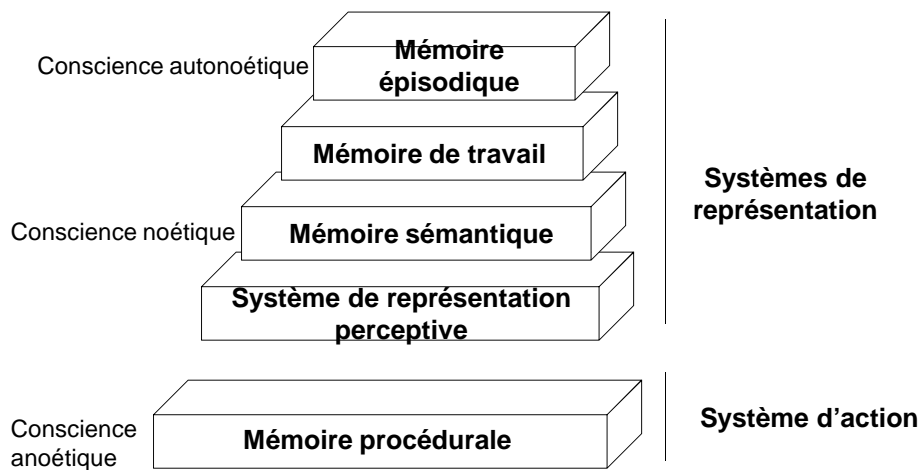 Conscience autonoétique
Mémoire
épisodique
Mémoire de travail
Systèmes de
représentation
Conscience noétique
Mémoire sémantique
Système de représentation
perceptive
Conscience
anoétique
Mémoire procédurale
Système d’action